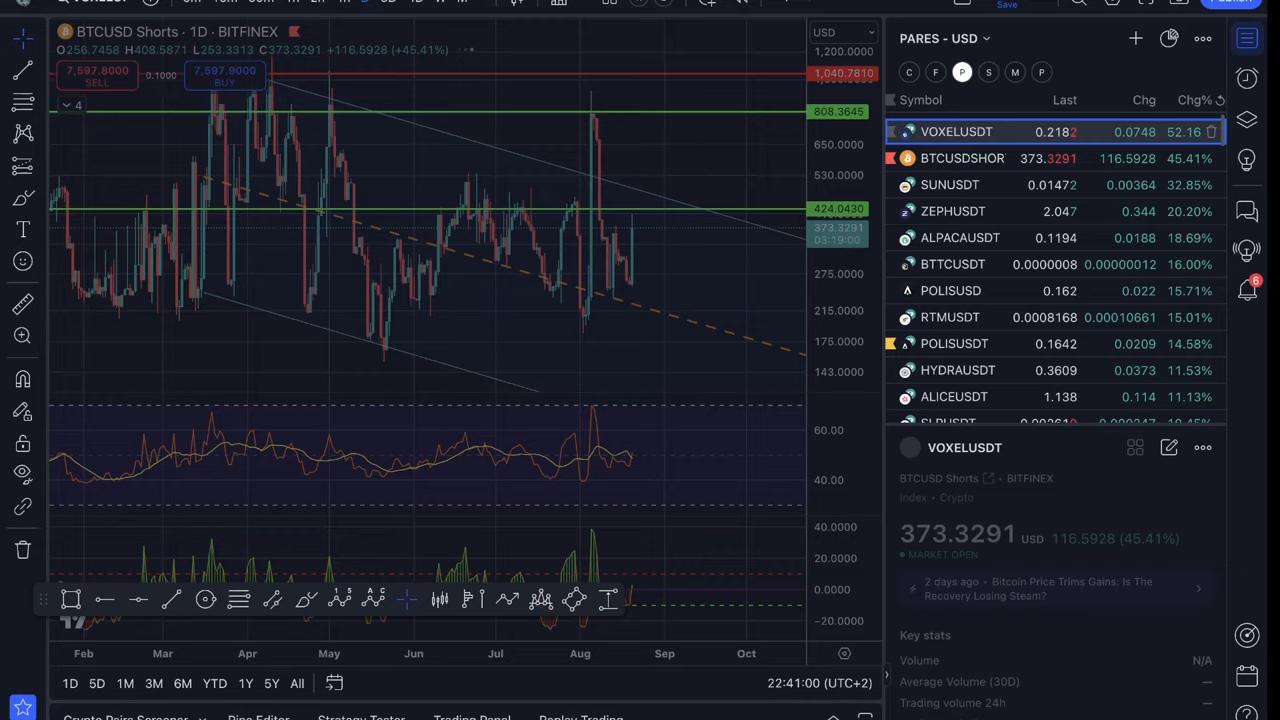 BTCUSD Shorts · 1D · BITFINEX
O256.7458 H408.5871 L253.3313 C373.3291 +116.5928 (+45.41%)
7,597.8000
SELL
0.1000
7,597.9000
BUY
4
USD
1,200.0000
1,040.7810
808.3645
650.0000
530.0000
424.0430
373.3291
03:19:00
275.0000
215.0000
175.0000
143.0000
60.00
40.00
40.0000
20.0000
0.0000
−20.0000
Feb Mar Apr May Jun Jul Aug Sep Oct
1D 5D 1M 3M 6M YTD 1Y 5Y All
22:41:00 (UTC+2)
Crypto Pairs Screener Pine Editor Strategy Tester Trading Panel Replay Trading
Save
Publish
PARES - USD
C F P S M P
Symbol Last Chg Chg%
VOXELUSDT 0.2182 0.0748 52.16
BTCUSDSHOR 373.3291 116.5928 45.41%
SUNUSDT 0.01472 0.00364 32.85%
ZEPHUSDT 2.047 0.344 20.20%
ALPACAUSDT 0.1194 0.0188 18.69%
BTTCUSDT 0.0000008 0.00000012 16.00%
POLISUSD 0.162 0.022 15.71%
RTMUSDT 0.0008168 0.00010661 15.01%
POLISUSDT 0.1642 0.0209 14.58%
HYDRAUSDT 0.3609 0.0373 11.53%
ALICEUSDT 1.138 0.114 11.13%
VOXELUSDT
BTCUSD Shorts · BITFINEX
Index · Crypto
373.3291 USD 116.5928 (45.41%)
MARKET OPEN
2 days ago · Bitcoin Price Trims Gains: Is The
Recovery Losing Steam?
Key stats
Volume N/A
Average Volume (30D) —
Trading volume 24h —
6